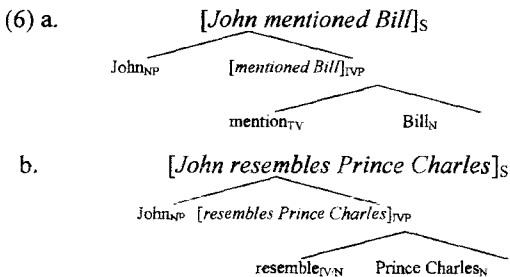 (6) a. [John mentioned Bill]S
JohnNP [mentioned Bill]IVP
mentionTV BillN
b. [John resembles Prince Charles]S
JohnNP [resembles Prince Charles]IVP
resembleIV/N Prince CharlesN